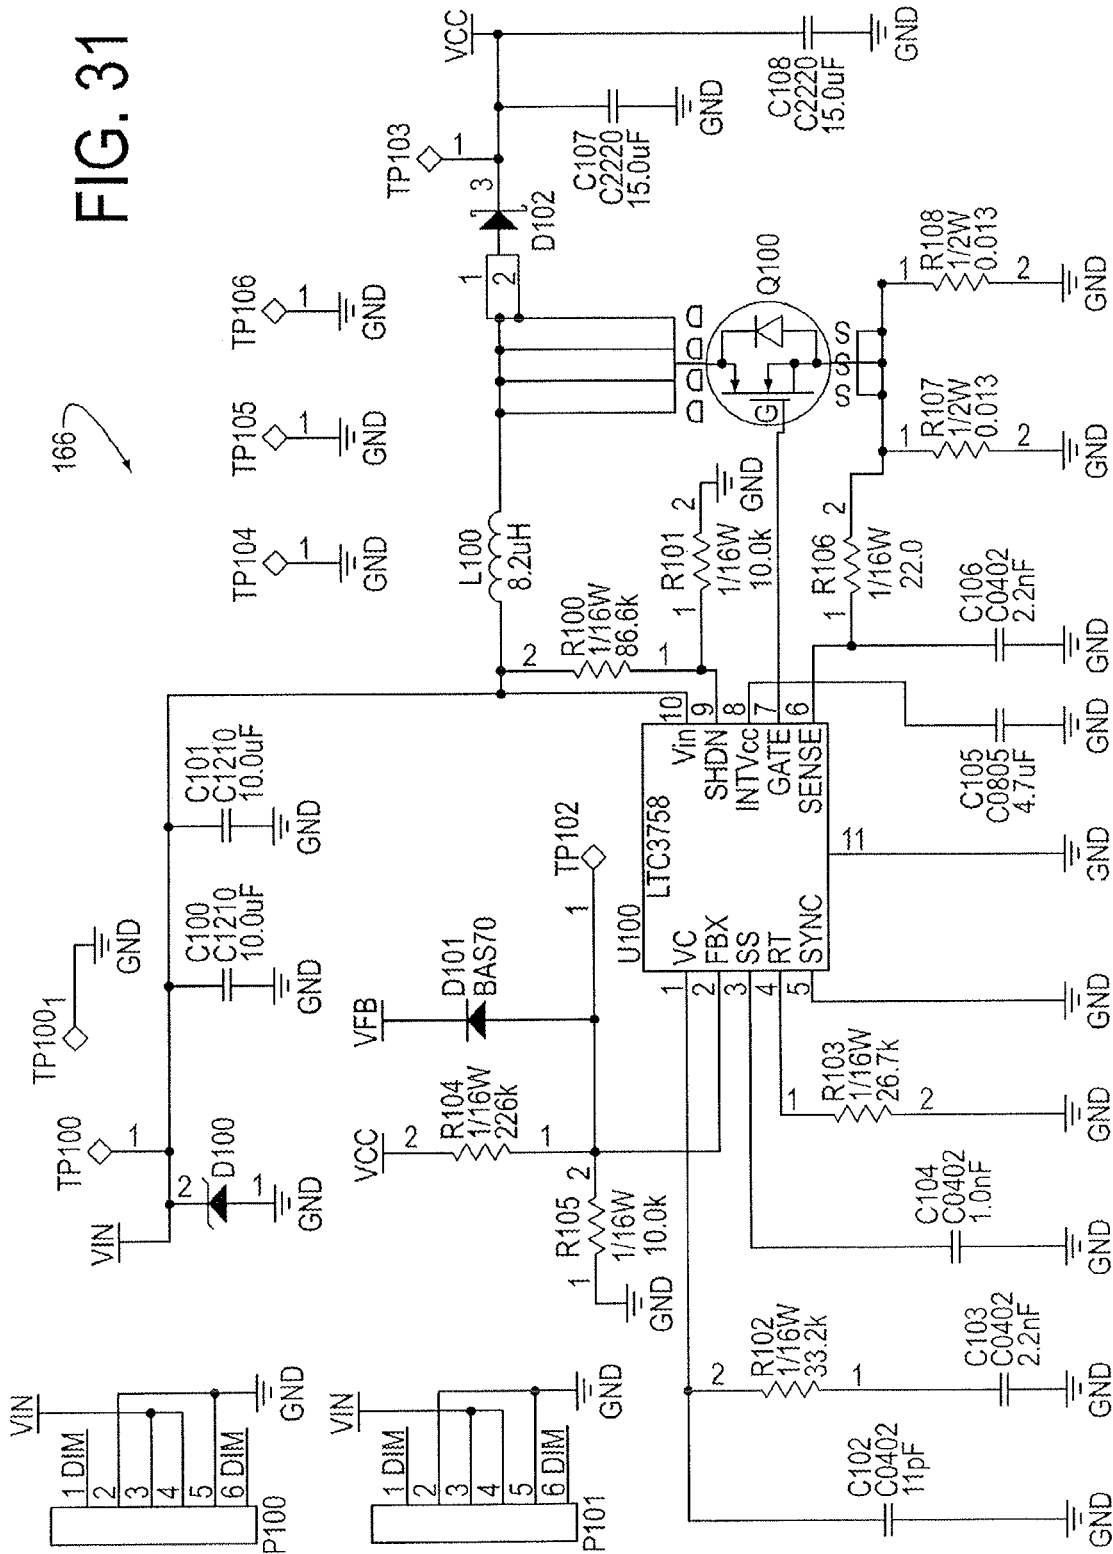 FIG. 31
166
VIN
1 DIM
2
3
4
5
6 DIM
P100
GND
VIN
1 DIM
2
3
4
5
6 DIM
P101
GND
VIN
TP100
1
2
D100
1
GND
TP1001
GND
C100
C1210
10.0uF
GND
C101
C1210
10.0uF
GND
TP104
1
GND
TP105
1
GND
TP106
1
GND
VCC
2
R104
1/16W
226k
1
VFB
D101
BAS70
TP102
1
2
R105
1/16W
10.0k
1
GND
L100
8.2uH
1
2
D102
3
TP103
1
VCC
C107
C2220
15.0uF
GND
C108
C2220
15.0uF
GND
2
R100
1/16W
86.6k
1
1
R101
1/16W
10.0k
2
GND
D D D D
G
S S S
Q100
U100
LTC3758
VC
FBX
SS
RT
SYNC
1
2
3
4
5
Vin
SHDN
INTVcc
GATE
SENSE
10
9
8
7
6
11
GND
C102
C0402
11pF
GND
2
R102
1/16W
33.2k
1
C103
C0402
2.2nF
GND
C104
C0402
1.0nF
GND
1
R103
1/16W
26.7k
2
GND
GND
C105
C0805
4.7uF
GND
1
R106
1/16W
22.0
2
C106
C0402
2.2nF
GND
1
R107
1/2W
0.013
2
GND
1
R108
1/2W
0.013
2
GND